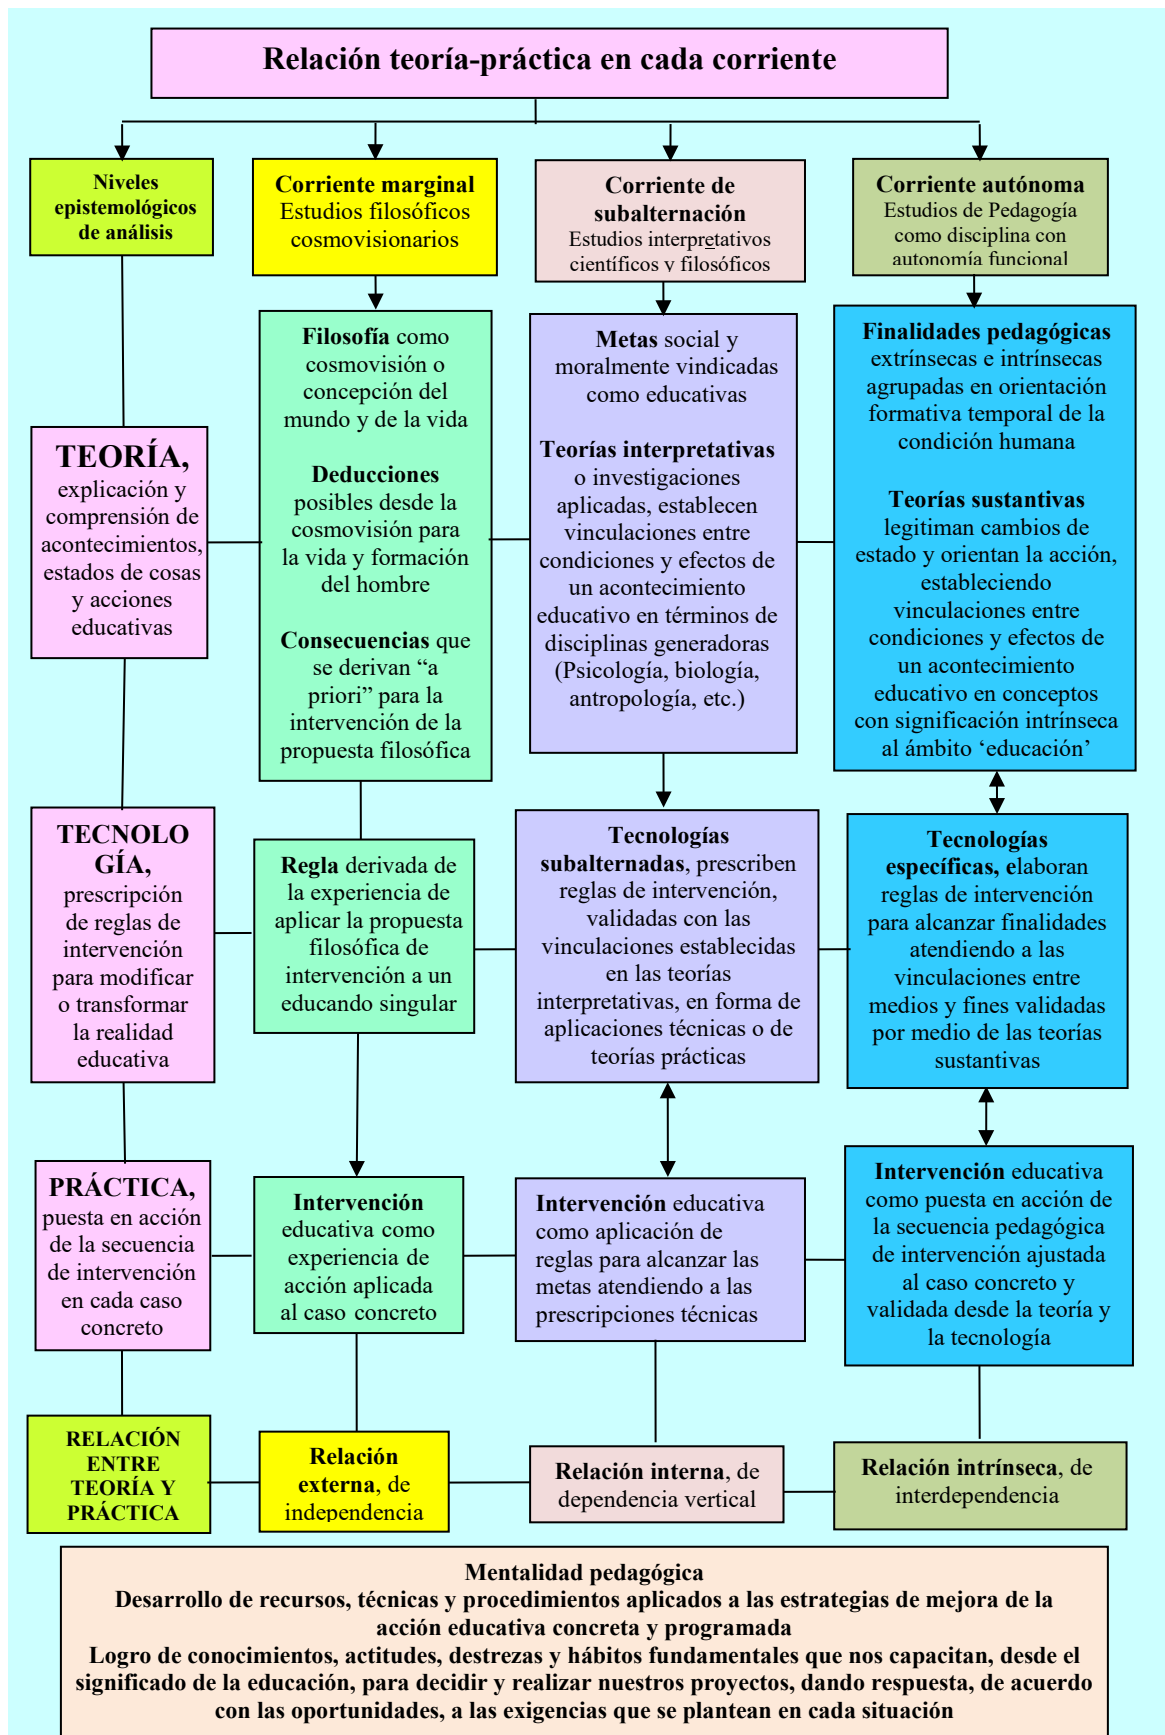 Relación teoría-práctica en cada corriente
Niveles
epistemológicos
de análisis
Corriente marginal
Estudios filosóficos
cosmovisionarios
Corriente de
subalternación
Estudios interpretativos
científicos y filosóficos
Corriente autónoma
Estudios de Pedagogía
como disciplina con
autonomía funcional
TEORÍA,
explicación y
comprensión de
acontecimientos,
estados de cosas
y acciones
educativas
Filosofía como
cosmovisión o
concepción del
mundo y de la vida
Deducciones
posibles desde la
cosmovisión para
la vida y formación
del hombre
Consecuencias que
se derivan “a
priori” para la
intervención de la
propuesta filosófica
Metas social y
moralmente vindicadas
como educativas
Teorías interpretativas
o investigaciones
aplicadas, establecen
vinculaciones entre
condiciones y efectos de
un acontecimiento
educativo en términos de
disciplinas generadoras
(Psicología, biología,
antropología, etc.)
Finalidades pedagógicas
extrínsecas e intrínsecas
agrupadas en orientación
formativa temporal de la
condición humana
Teorías sustantivas
legitiman cambios de
estado y orientan la acción,
estableciendo
vinculaciones entre
condiciones y efectos de
un acontecimiento
educativo en conceptos
con significación intrínseca
al ámbito ‘educación’
TECNOLO
GÍA,
prescripción
de reglas de
intervención
para modificar
o transformar
la realidad
educativa
Regla derivada de
la experiencia de
aplicar la propuesta
filosófica de
intervención a un
educando singular
Tecnologías
subalternadas, prescriben
reglas de intervención,
validadas con las
vinculaciones establecidas
en las teorías
interpretativas, en forma de
aplicaciones técnicas o de
teorías prácticas
Tecnologías
específicas, elaboran
reglas de intervención
para alcanzar finalidades
atendiendo a las
vinculaciones entre
medios y fines validadas
por medio de las teorías
sustantivas
PRÁCTICA,
puesta en acción
de la secuencia
de intervención
en cada caso
concreto
Intervención
educativa como
experiencia de
acción aplicada
al caso concreto
Intervención educativa
como aplicación de
reglas para alcanzar las
metas atendiendo a las
prescripciones técnicas
Intervención educativa
como puesta en acción de
la secuencia pedagógica
de intervención ajustada
al caso concreto y
validada desde la teoría y
la tecnología
RELACIÓN
ENTRE
TEORÍA Y
PRÁCTICA
Relación
externa, de
independencia
Relación interna, de
dependencia vertical
Relación intrínseca, de
interdependencia
Mentalidad pedagógica
Desarrollo de recursos, técnicas y procedimientos aplicados a las estrategias de mejora de la
acción educativa concreta y programada
Logro de conocimientos, actitudes, destrezas y hábitos fundamentales que nos capacitan, desde el
significado de la educación, para decidir y realizar nuestros proyectos, dando respuesta, de acuerdo
con las oportunidades, a las exigencias que se plantean en cada situación